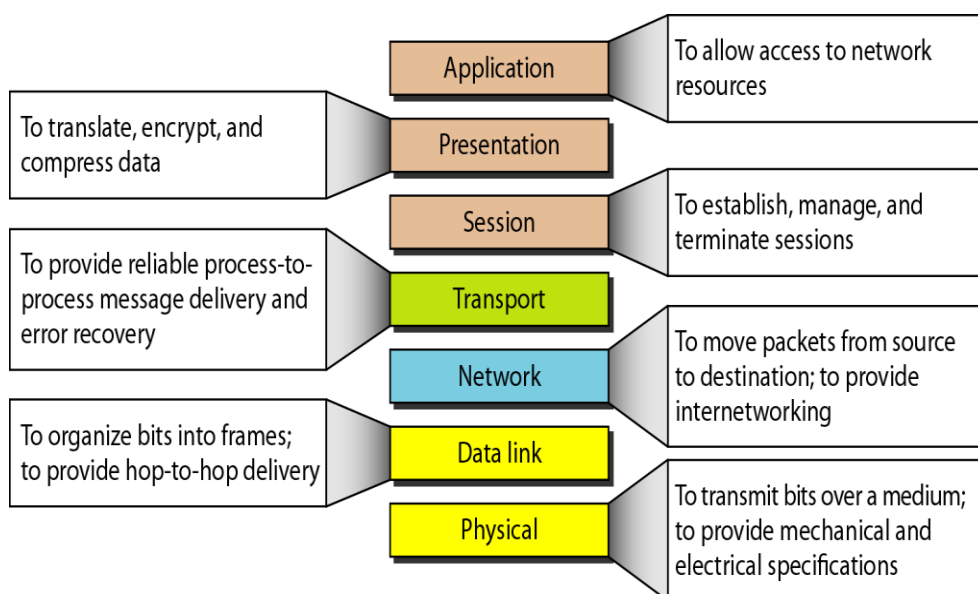 Application
To allow access to network
resources
To translate, encrypt, and
compress data
Presentation
Session
To establish, manage, and
terminate sessions
To provide reliable process-to-
process message delivery and
error recovery
Transport
Network
To move packets from source
to destination; to provide
internetworking
To organize bits into frames;
to provide hop-to-hop delivery
Data link
Physical
To transmit bits over a medium;
to provide mechanical and
electrical specifications